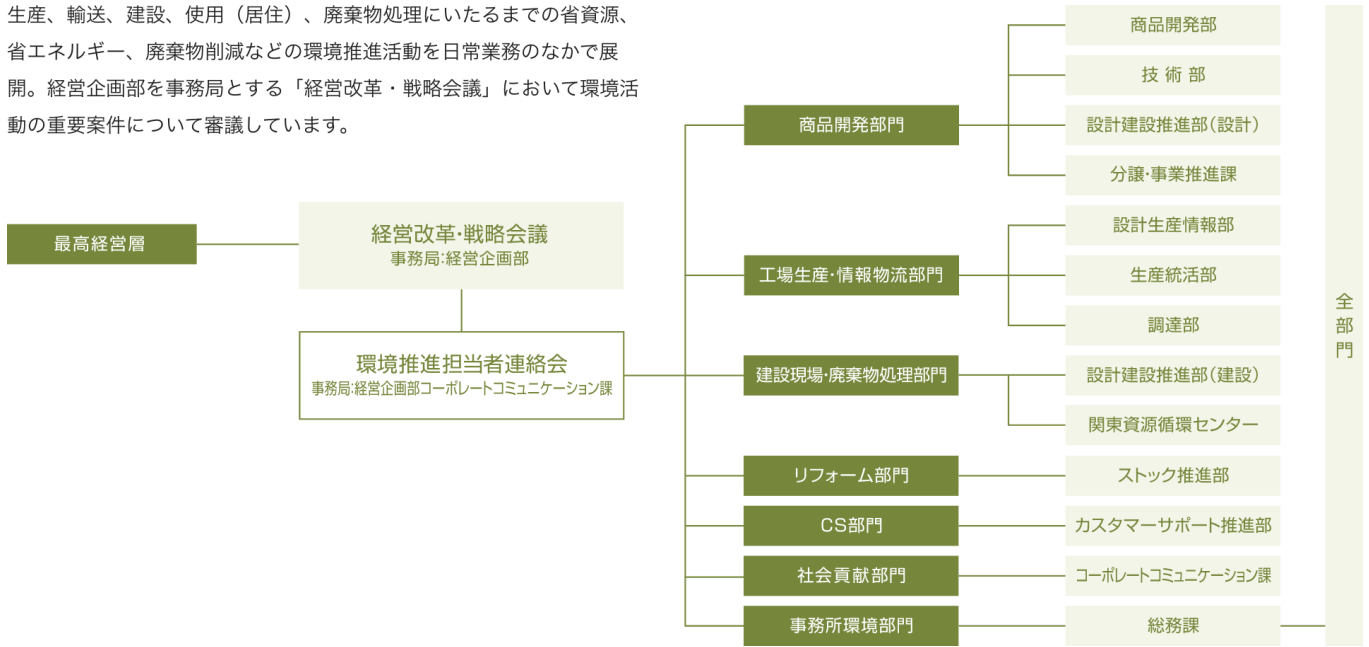 生産、輸送、建設、使用（居住）、廃棄物処理にいたるまでの省資源、
省エネルギー、廃棄物削減などの環境推進活動を日常業務のなかで展
開。経営企画部を事務局とする「経営改革・戦略会議」において環境活
動の重要案件について審議しています。
最高経営層
経営改革・戦略会議
事務局:経営企画部
環境推進担当者連絡会
事務局:経営企画部コーポレートコミュニケーション課
商品開発部門
商品開発部
技術部
設計建設推進部(設計)
分譲・事業推進課
工場生産・情報物流部門
設計生産情報部
生産統活部
調達部
建設現場・廃棄物処理部門
設計建設推進部(建設)
関東資源循環センター
リフォーム部門
ストック推進部
CS部門
カスタマーサポート推進部
社会貢献部門
コーポレートコミュニケーション課
事務所環境部門
総務課
全部門